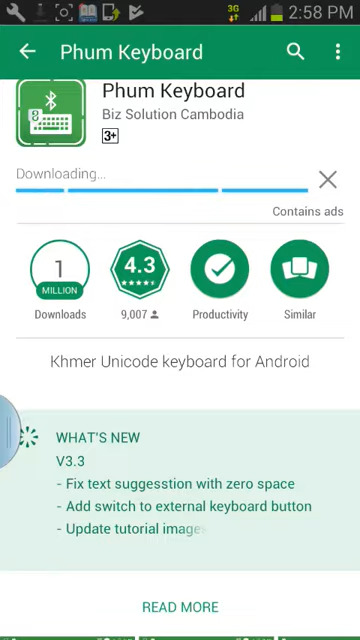 3G
2:58 PM
Phum Keyboard
Phum Keyboard
Biz Solution Cambodia
3+
Downloading...
Contains ads
1
MILLION
4.3
Downloads
9,007
Productivity
Similar
Khmer Unicode keyboard for Android
WHAT'S NEW
V3.3
- Fix text suggesstion with zero space
- Add switch to external keyboard button
- Update tutorial images
READ MORE